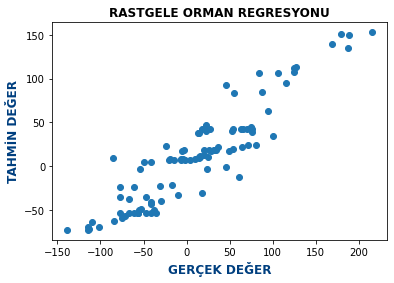 RASTGELE ORMAN REGRESYONU
TAHMİN DEĞER
150
100
50
0
−50
−150 −100 −50 0 50 100 150 200
GERÇEK DEĞER